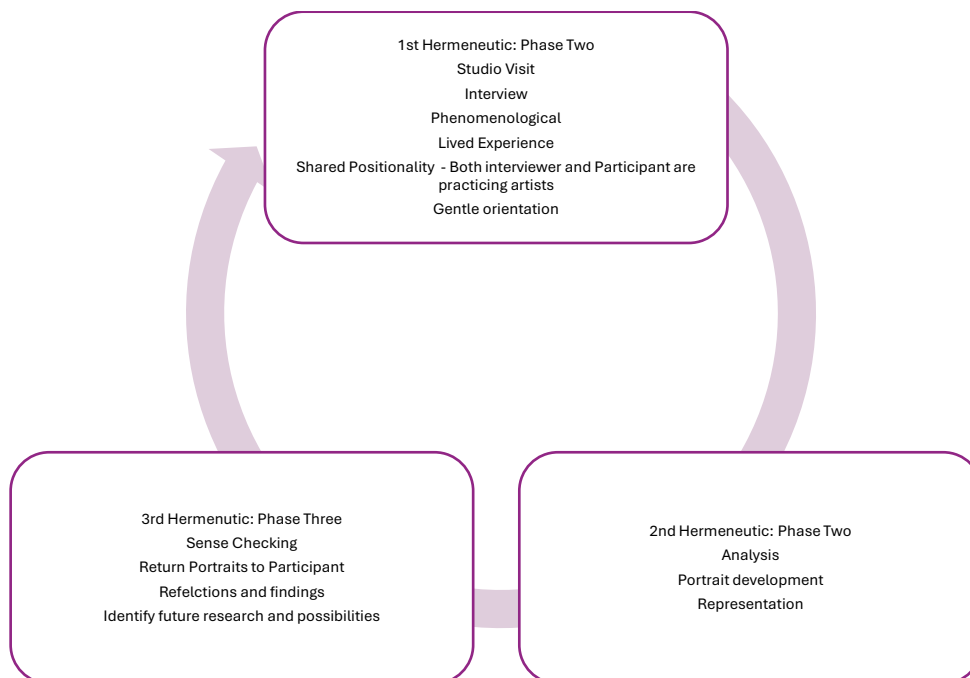 1st Hermeneutic: Phase Two
Studio Visit
Interview
Phenomenological
Lived Experience
Shared Positionality  - Both interviewer and Participant are
practicing artists
Gentle orientation
3rd Hermenutic: Phase Three
Sense Checking
Return Portraits to Participant
Refelctions and findings
Identify future research and possibilities
2nd Hermeneutic: Phase Two
Analysis
Portrait development
Representation